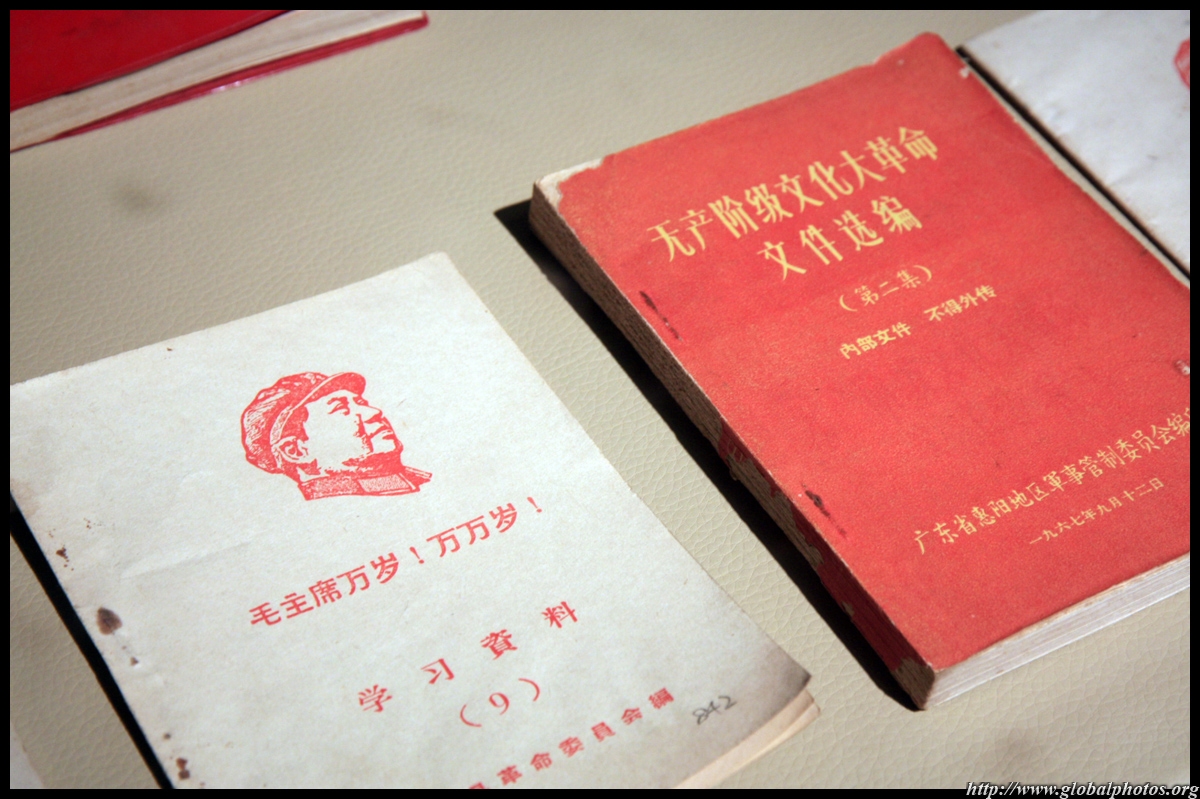 毛主席万岁！万万岁！
学习資料
（9）
革命委員会編
842
无产阶级文化大革命
文件选编
（第二集）
内部文件 不得外传
广东省惠阳地区軍事管制委员会编
一九六七年九月十二日
http://www.globalphotos.org